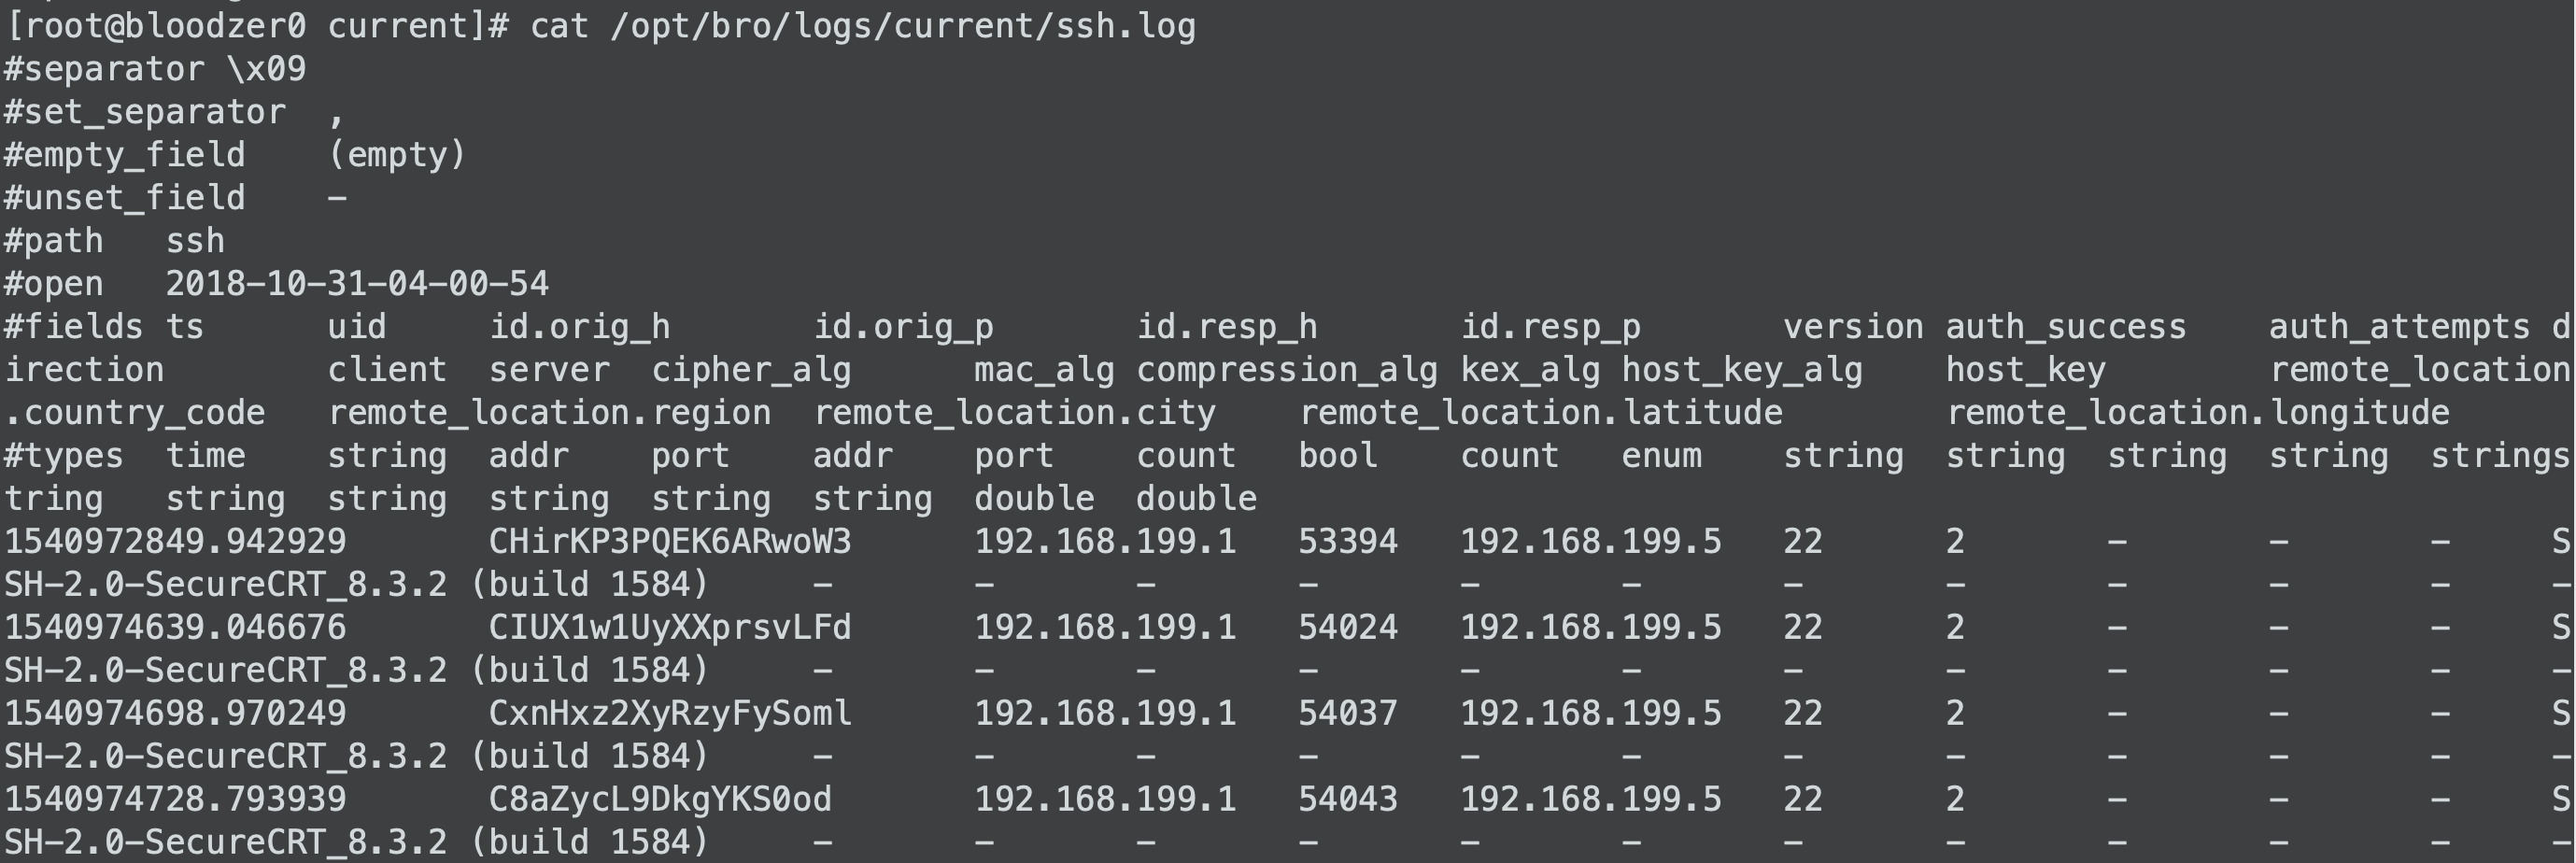 [root@bloodzer0 current]# cat /opt/bro/logs/current/ssh.log
#separator \x09
#set_separator  ,
#empty_field    (empty)
#unset_field    -
#path   ssh
#open   2018-10-31-04-00-54
#fields ts      uid     id.orig_h       id.orig_p       id.resp_h       id.resp_p       version auth_success    auth_attempts d
irection        client  server  cipher_alg      mac_alg compression_alg kex_alg host_key_alg    host_key        remote_location
.country_code   remote_location.region  remote_location.city    remote_location.latitude        remote_location.longitude
#types  time    string  addr    port    addr    port    count   bool    count   enum    string  string  string  string  strings
tring   string  string  string  string  string  double  double
1540972849.942929       CHirKP3PQEK6ARwoW3      192.168.199.1   53394   192.168.199.5   22      2       -       -       -     S
SH-2.0-SecureCRT_8.3.2 (build 1584)     -       -       -       -       -       -       -       -       -       -       -     -
1540974639.046676       CIUX1w1UyXXprsvLFd      192.168.199.1   54024   192.168.199.5   22      2       -       -       -     S
SH-2.0-SecureCRT_8.3.2 (build 1584)     -       -       -       -       -       -       -       -       -       -       -     -
1540974698.970249       CxnHxz2XyRzyFySoml      192.168.199.1   54037   192.168.199.5   22      2       -       -       -     S
SH-2.0-SecureCRT_8.3.2 (build 1584)     -       -       -       -       -       -       -       -       -       -       -     -
1540974728.793939       C8aZycL9DkgYKS0od       192.168.199.1   54043   192.168.199.5   22      2       -       -       -     S
SH-2.0-SecureCRT_8.3.2 (build 1584)     -       -       -       -       -       -       -       -       -       -       -     -